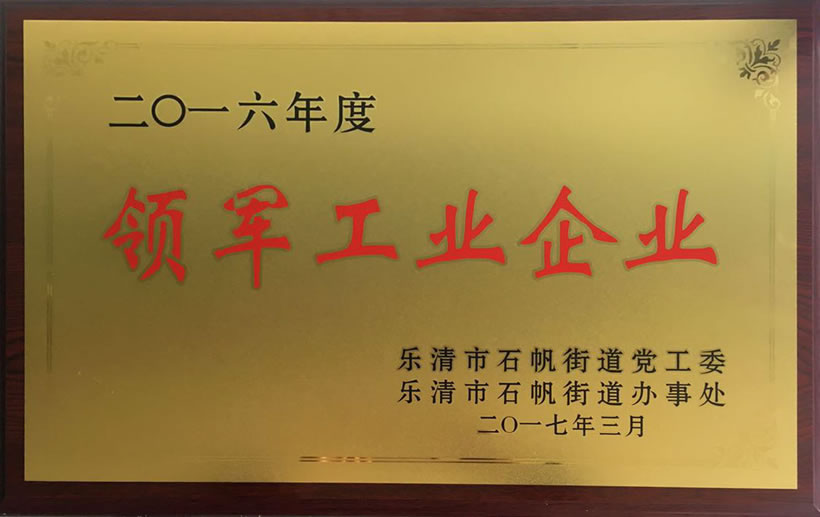 二〇一六年度
领军工业企业
乐清市石帆街道党工委
乐清市石帆街道办事处
二〇一七年三月